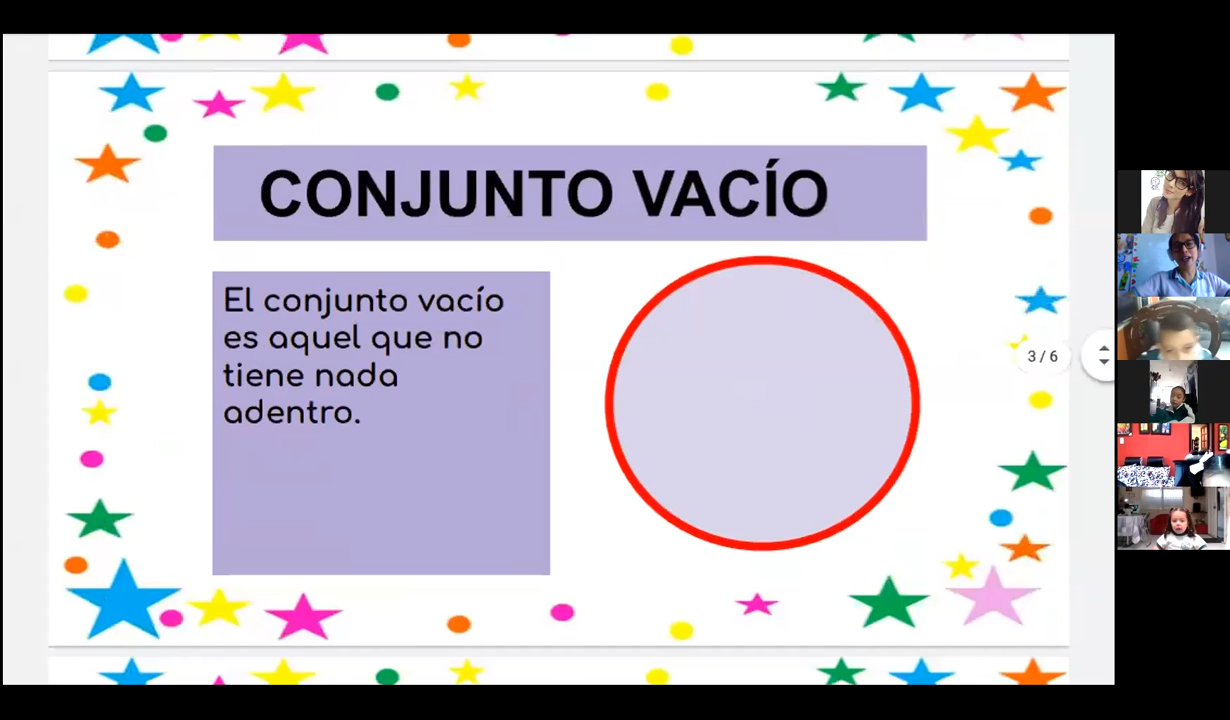 CONJUNTO VACÍO
El conjunto vacío
es aquel que no
tiene nada
adentro.
3 / 6